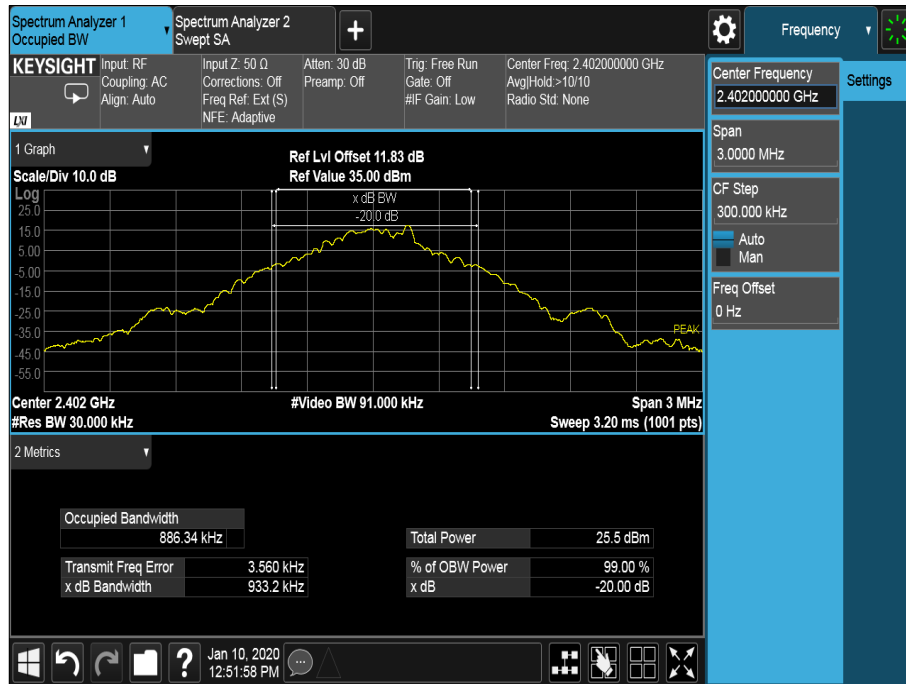 Spectrum Analyzer 1
Occupied BW
Spectrum Analyzer 2
Swept SA
Frequency
KEYSIGHT
LXI
Input: RF
Coupling: AC
Align: Auto
Input Z: 50 Ω
Corrections: Off
Freq Ref: Ext (S)
NFE: Adaptive
Atten: 30 dB
Preamp: Off
Trig: Free Run
Gate: Off
#IF Gain: Low
Center Freq: 2.402000000 GHz
Avg|Hold:>10/10
Radio Std: None
Center Frequency
2.402000000 GHz
Settings
Span
3.0000 MHz
CF Step
300.000 kHz
Auto
Man
Freq Offset
0 Hz
1 Graph
Scale/Div 10.0 dB
Ref Lvl Offset 11.83 dB
Ref Value 35.00 dBm
Log
25.0
15.0
5.00
-5.00
-15.0
-25.0
-35.0
-45.0
-55.0
x dB BW
-20.0 dB
PEAK
Center 2.402 GHz
#Video BW 91.000 kHz
Span 3 MHz
#Res BW 30.000 kHz
Sweep 3.20 ms (1001 pts)
2 Metrics
Occupied Bandwidth
886.34 kHz
Total Power 25.5 dBm
Transmit Freq Error 3.560 kHz
% of OBW Power 99.00 %
x dB Bandwidth 933.2 kHz
x dB -20.00 dB
?
Jan 10, 2020
12:51:58 PM